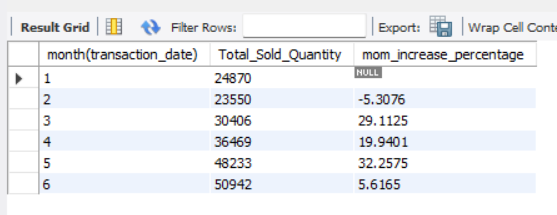 Result Grid Filter Rows: Export: Wrap Cell Conte
month(transaction_date) Total_Sold_Quantity mom_increase_percentage
1 24870 NULL
2 23550 -5.3076
3 30406 29.1125
4 36469 19.9401
5 48233 32.2575
6 50942 5.6165